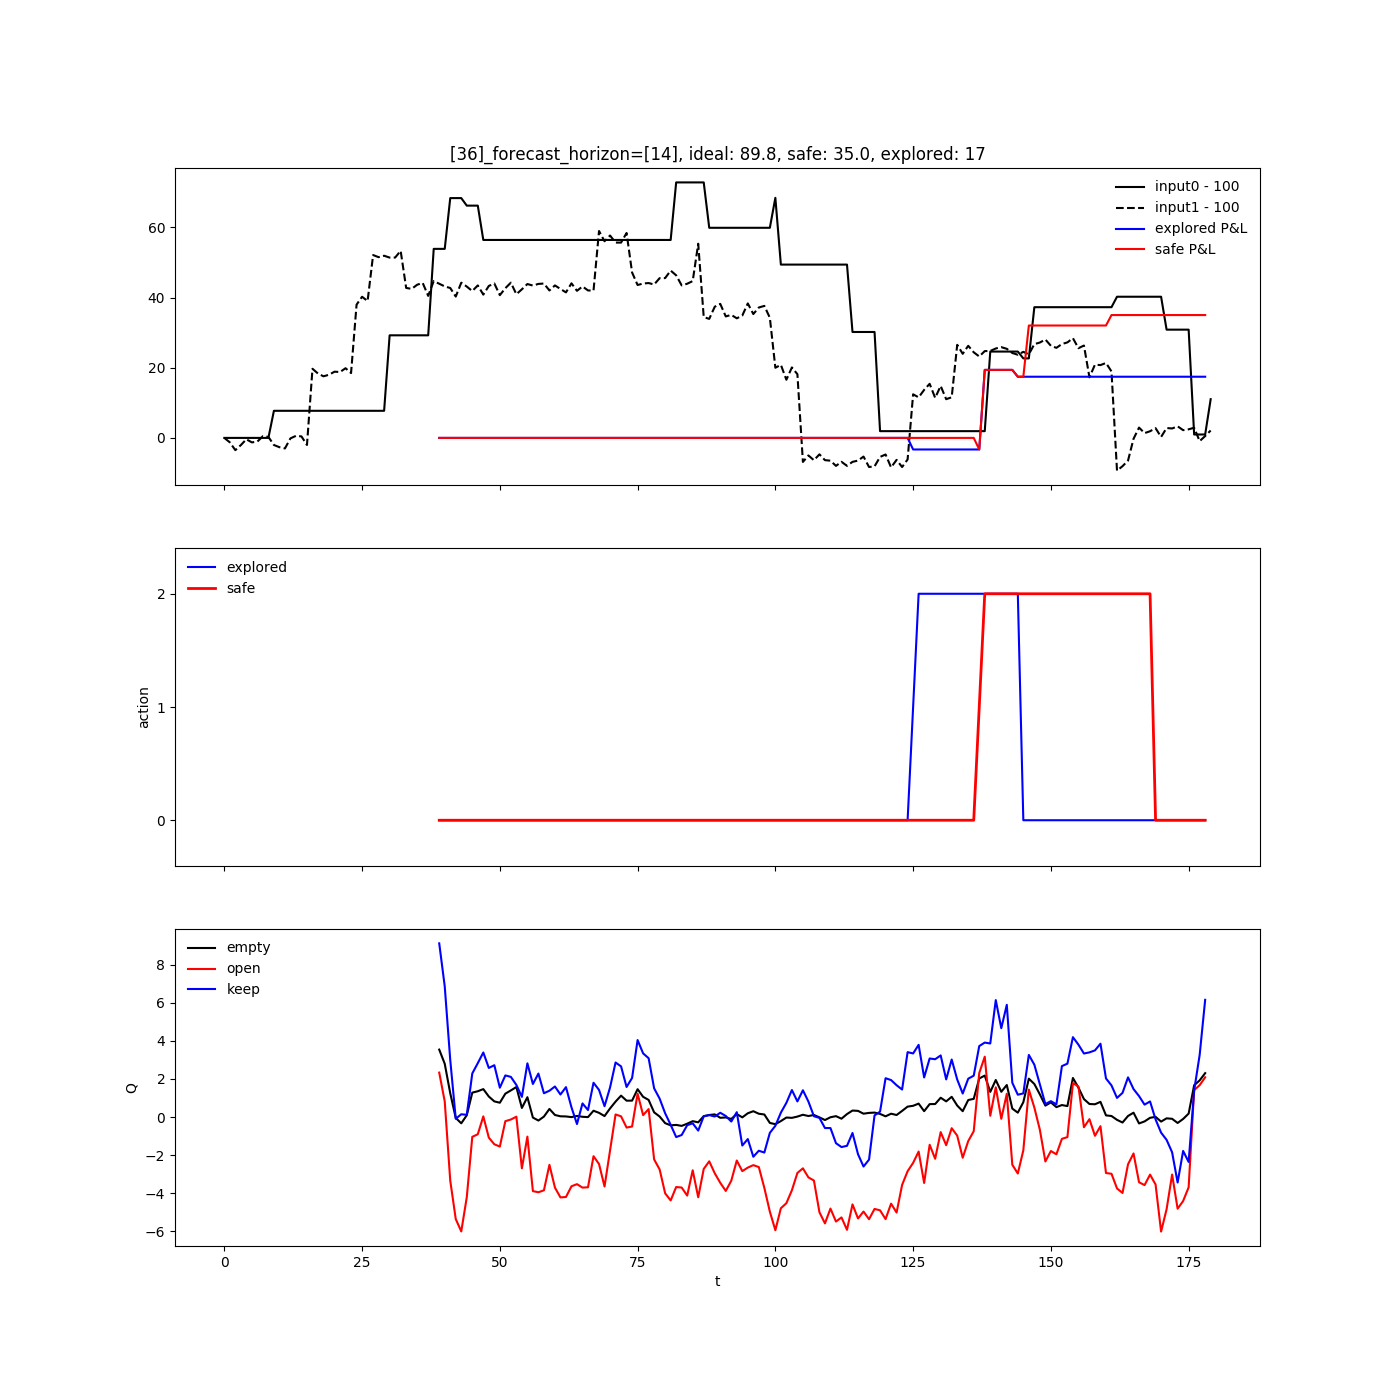 [36]_forecast_horizon=[14], ideal: 89.8, safe: 35.0, explored: 17
input0 - 100
input1 - 100
explored P&L
safe P&L
60
40
20
0
explored
safe
2
1
0
action
empty
open
keep
8
6
4
2
0
−2
−4
−6
Q
0 25 50 75 100 125 150 175
t